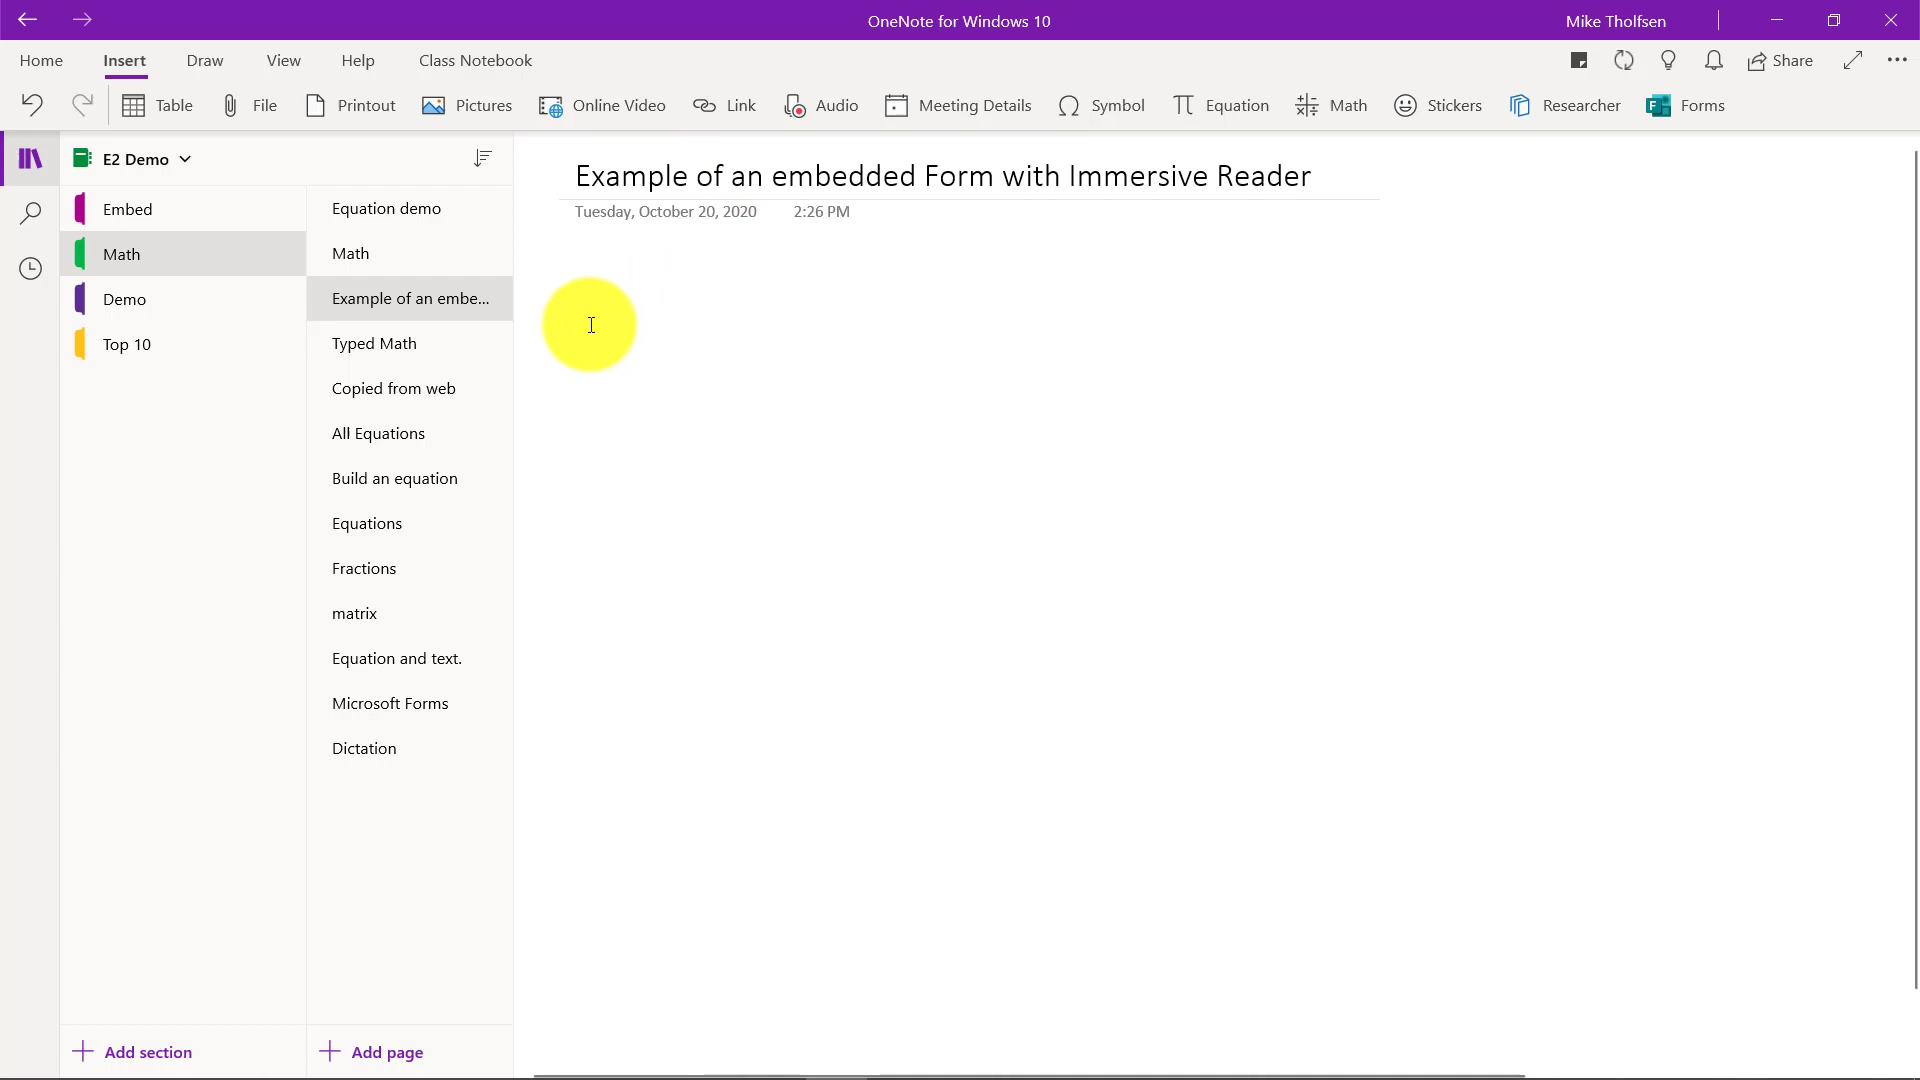 OneNote for Windows 10
Mike Tholfsen
Home
Insert
Draw
View
Help
Class Notebook
Share
Table
File
Printout
Pictures
Online Video
Link
Audio
Meeting Details
Symbol
Equation
Math
Stickers
Researcher
Forms
E2 Demo
Embed
Math
Demo
Top 10
Add section
Equation demo
Math
Example of an embe...
Typed Math
Copied from web
All Equations
Build an equation
Equations
Fractions
matrix
Equation and text.
Microsoft Forms
Dictation
Add page
Example of an embedded Form with Immersive Reader
Tuesday, October 20, 2020 2:26 PM